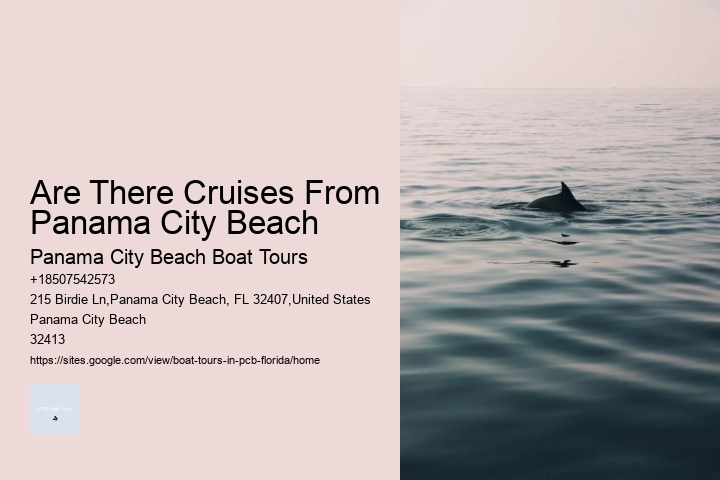 Are There Cruises From
Panama City Beach
Panama City Beach Boat Tours
+18507542573
215 Birdie Ln,Panama City Beach, FL 32407,United States
Panama City Beach
32413
https://sites.google.com/view/boat-tours-in-pcb-florida/home